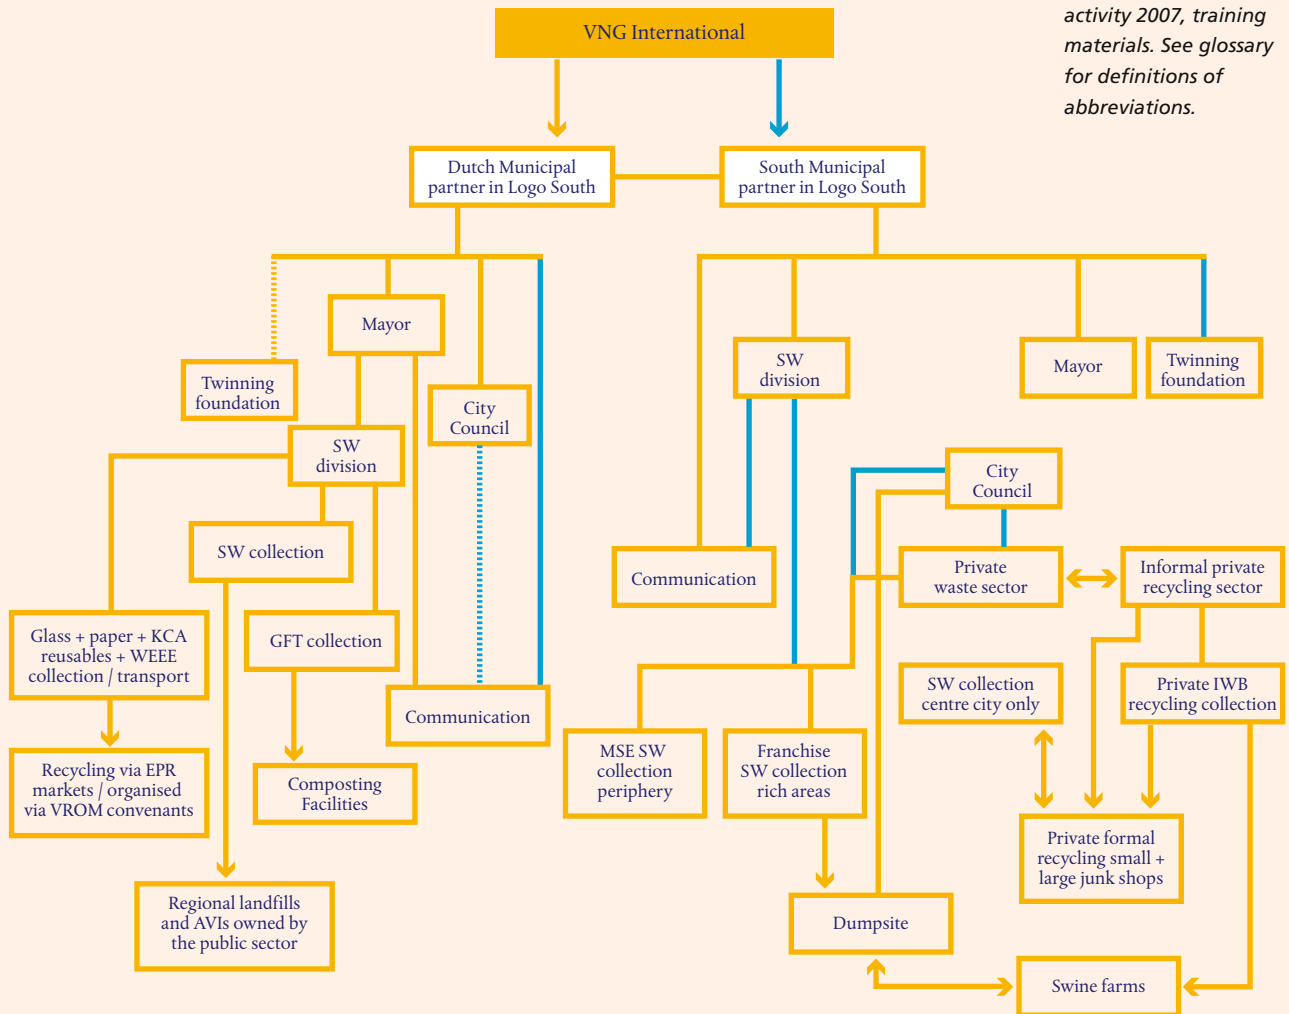 activity 2007, training
materials. See glossary
for definitions of
abbreviations.
VNG International
Dutch Municipal
partner in Logo South
South Municipal
partner in Logo South
Mayor
Twinning
foundation
City
Council
SW
division
SW collection
Glass + paper + KCA
reusables + WEEE
collection / transport
GFT collection
Communication
Recycling via EPR
markets / organised
via VROM convenants
Composting
Facilities
Regional landfills
and AVIs owned by
the public sector
SW
division
Mayor
Twinning
foundation
City
Council
Communication
Private
waste sector
Informal private
recycling sector
SW collection
centre city only
Private IWB
recycling collection
MSE SW
collection
periphery
Franchise
SW collection
rich areas
Private formal
recycling small +
large junk shops
Dumpsite
Swine farms